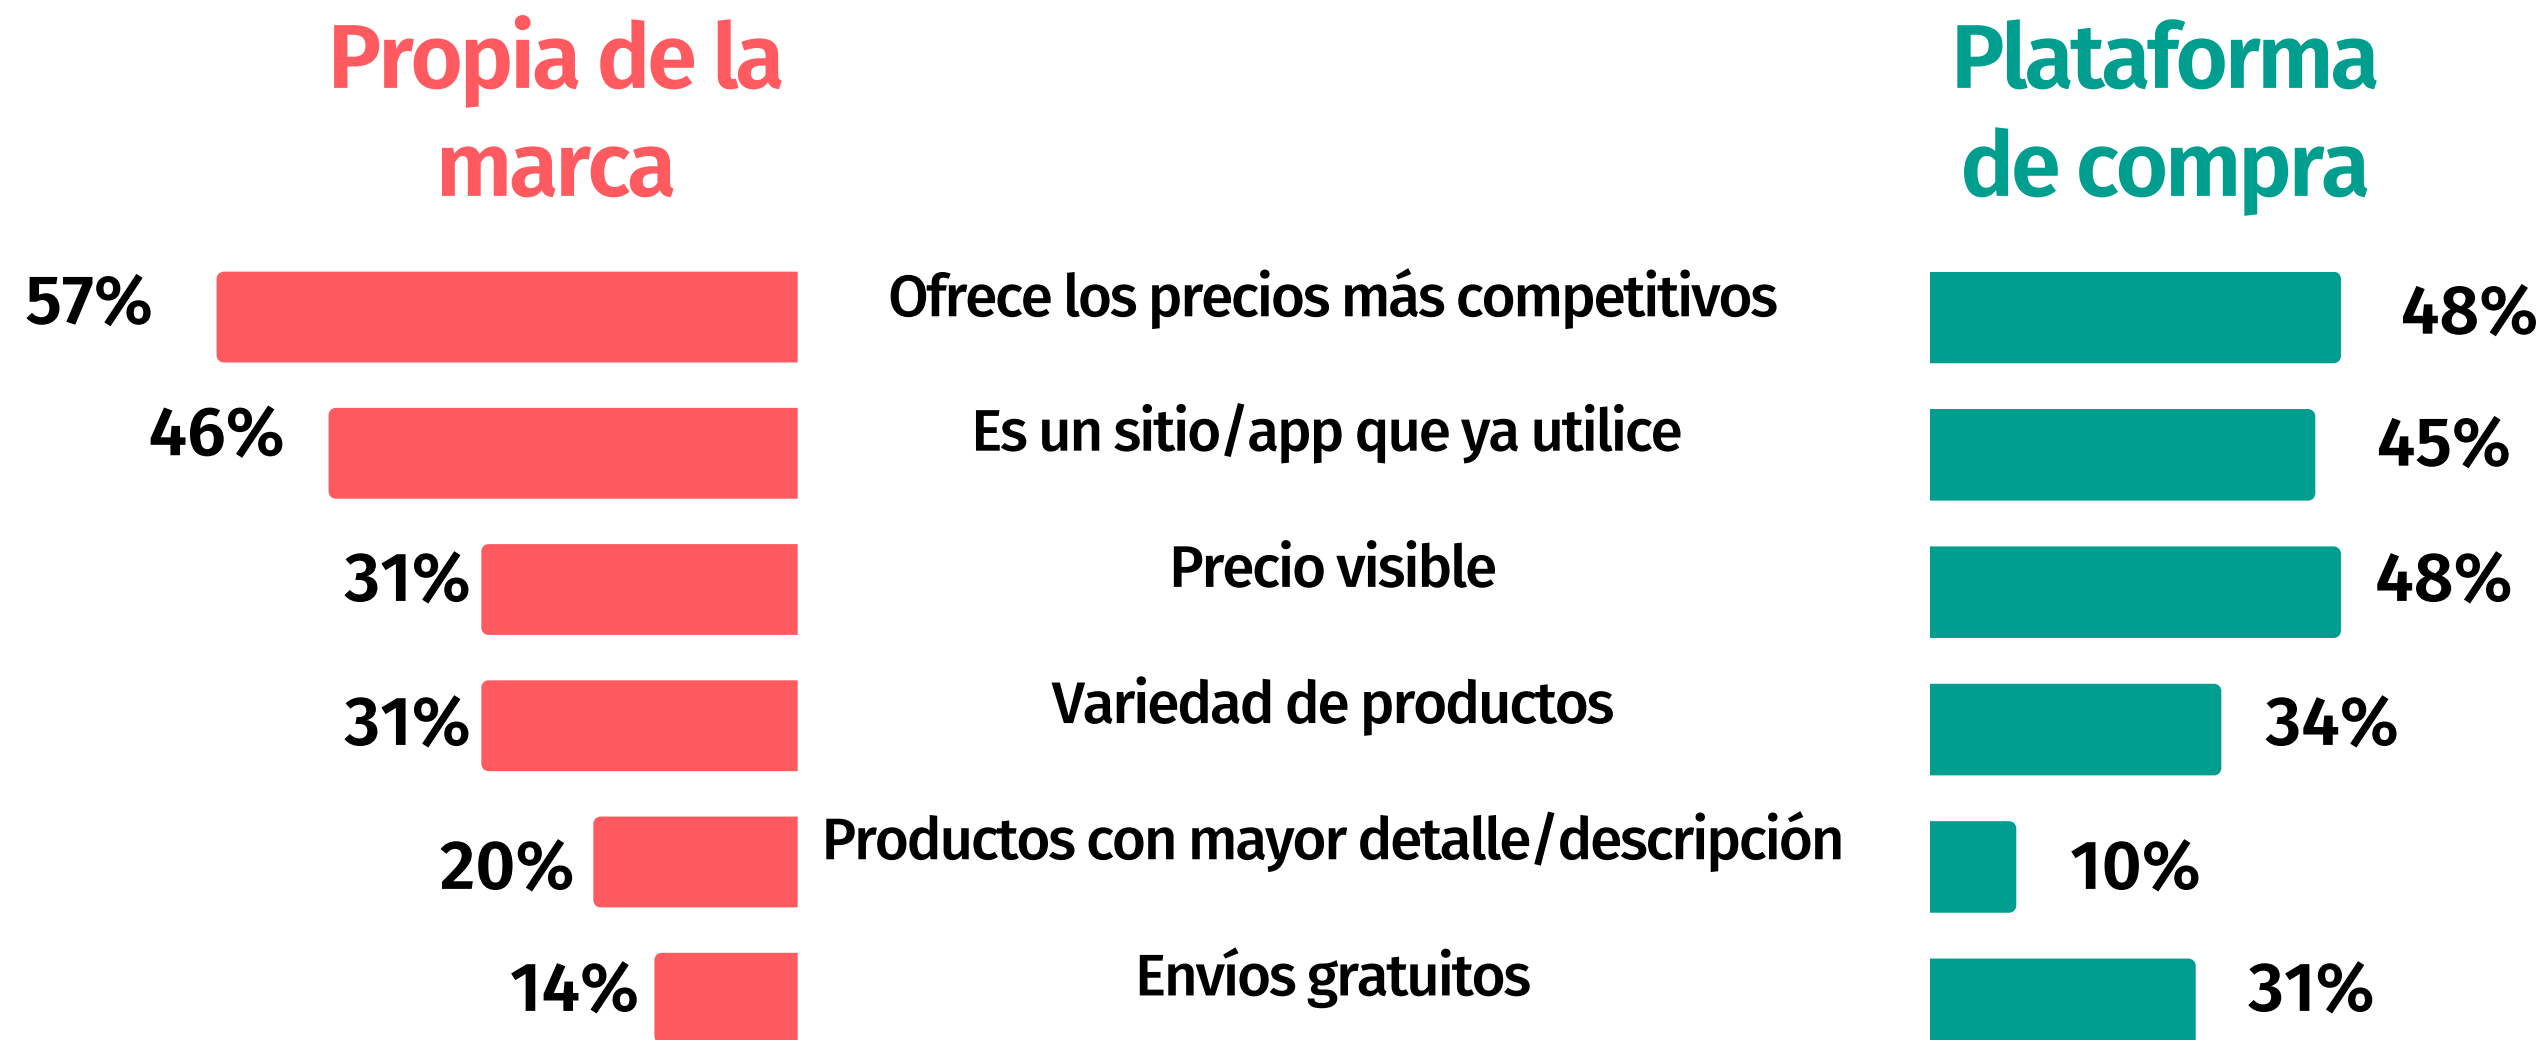 Propia de la
marca
Plataforma
de compra
57%
Ofrece los precios más competitivos
48%
46%
Es un sitio/app que ya utilice
45%
31%
Precio visible
48%
31%
Variedad de productos
34%
20%
Productos con mayor detalle/descripción
10%
14%
Envíos gratuitos
31%